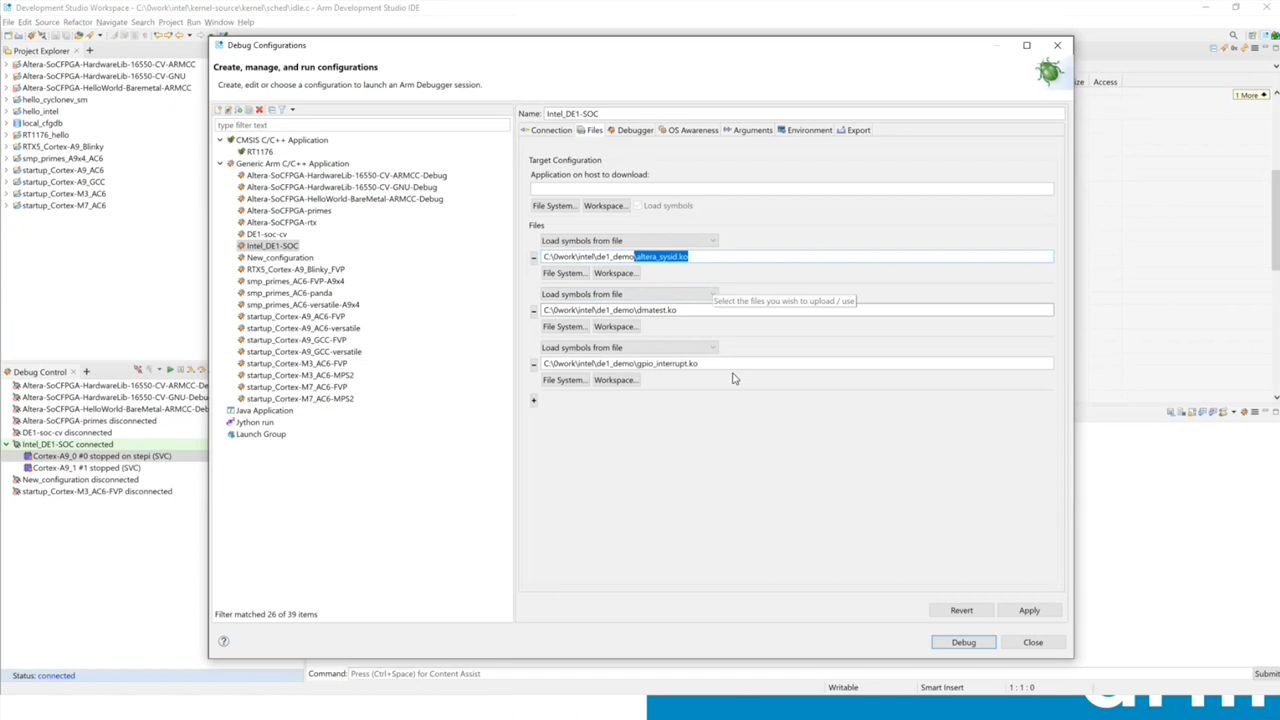 Development Studio Workspace - C:\0work\intel\kernel-source\kernel\sched\idle.c - Arm Development Studio IDE
File Edit Source Refactor Navigate Search Project Run Window Help
Project Explorer
Altera-SoCFPGA-HardwareLib-16550-CV-ARMCC
Altera-SoCFPGA-HardwareLib-16550-CV-GNU
Altera-SoCFPGA-HelloWorld-Baremetal-ARMCC
hello_cyclonev_sm
hello_intel
local_cfgdb
RT1176_hello
RTX5_Cortex-A9_Blinky
smp_primes_A9x4_AC6
startup_Cortex-A9_AC6
startup_Cortex-A9_GCC
startup_Cortex-M3_AC6
startup_Cortex-M7_AC6
Debug Control
Altera-SoCFPGA-HardwareLib-16550-CV-ARMCC-De
Altera-SoCFPGA-HardwareLib-16550-CV-GNU-Debug
Altera-SoCFPGA-HelloWorld-BareMetal-ARMCC-Deb
Altera-SoCFPGA-primes disconnected
DE1-soc-cv disconnected
Intel_DE1-SOC connected
Cortex-A9_0 #0 stopped on stepi (SVC)
Cortex-A9_1 #1 stopped (SVC)
New_configuration disconnected
startup_Cortex-M3_AC6-FVP disconnected
Status: connected
Debug Configurations
Create, manage, and run configurations
Create, edit or choose a configuration to launch an Arm Debugger session.
type filter text
CMSIS C/C++ Application
RT1176
Generic Arm C/C++ Application
Altera-SoCFPGA-HardwareLib-16550-CV-ARMCC-Debug
Altera-SoCFPGA-HardwareLib-16550-CV-GNU-Debug
Altera-SoCFPGA-HelloWorld-BareMetal-ARMCC-Debug
Altera-SoCFPGA-primes
Altera-SoCFPGA-rtx
DE1-soc-cv
Intel_DE1-SOC
New_configuration
RTX5_Cortex-A9_Blinky_FVP
smp_primes_AC6-FVP-A9x4
smp_primes_AC6-panda
smp_primes_AC6-versatile-A9x4
startup_Cortex-A9_AC6-FVP
startup_Cortex-A9_AC6-versatile
startup_Cortex-A9_GCC-FVP
startup_Cortex-A9_GCC-versatile
startup_Cortex-M3_AC6-FVP
startup_Cortex-M3_AC6-MPS2
startup_Cortex-M7_AC6-FVP
startup_Cortex-M7_AC6-MPS2
Java Application
Jython run
Launch Group
Filter matched 26 of 39 items
Name: Intel_DE1-SOC
Connection Files Debugger OS Awareness Arguments Environment Export
Target Configuration
Application on host to download:
File System... Workspace... Load symbols
Files
Load symbols from file
C:\0work\intel\de1_demo\altera_sysid.ko
File System... Workspace...
Load symbols from file
Select the files you wish to upload / use
C:\0work\intel\de1_demo\dmatest.ko
File System... Workspace...
Load symbols from file
C:\0work\intel\de1_demo\gpio_interrupt.ko
File System... Workspace...
Revert Apply
Debug Close
Access
1 More
Command: Press (Ctrl+Space) for Content Assist
Submit
Writable Smart Insert 1 : 1 : 0